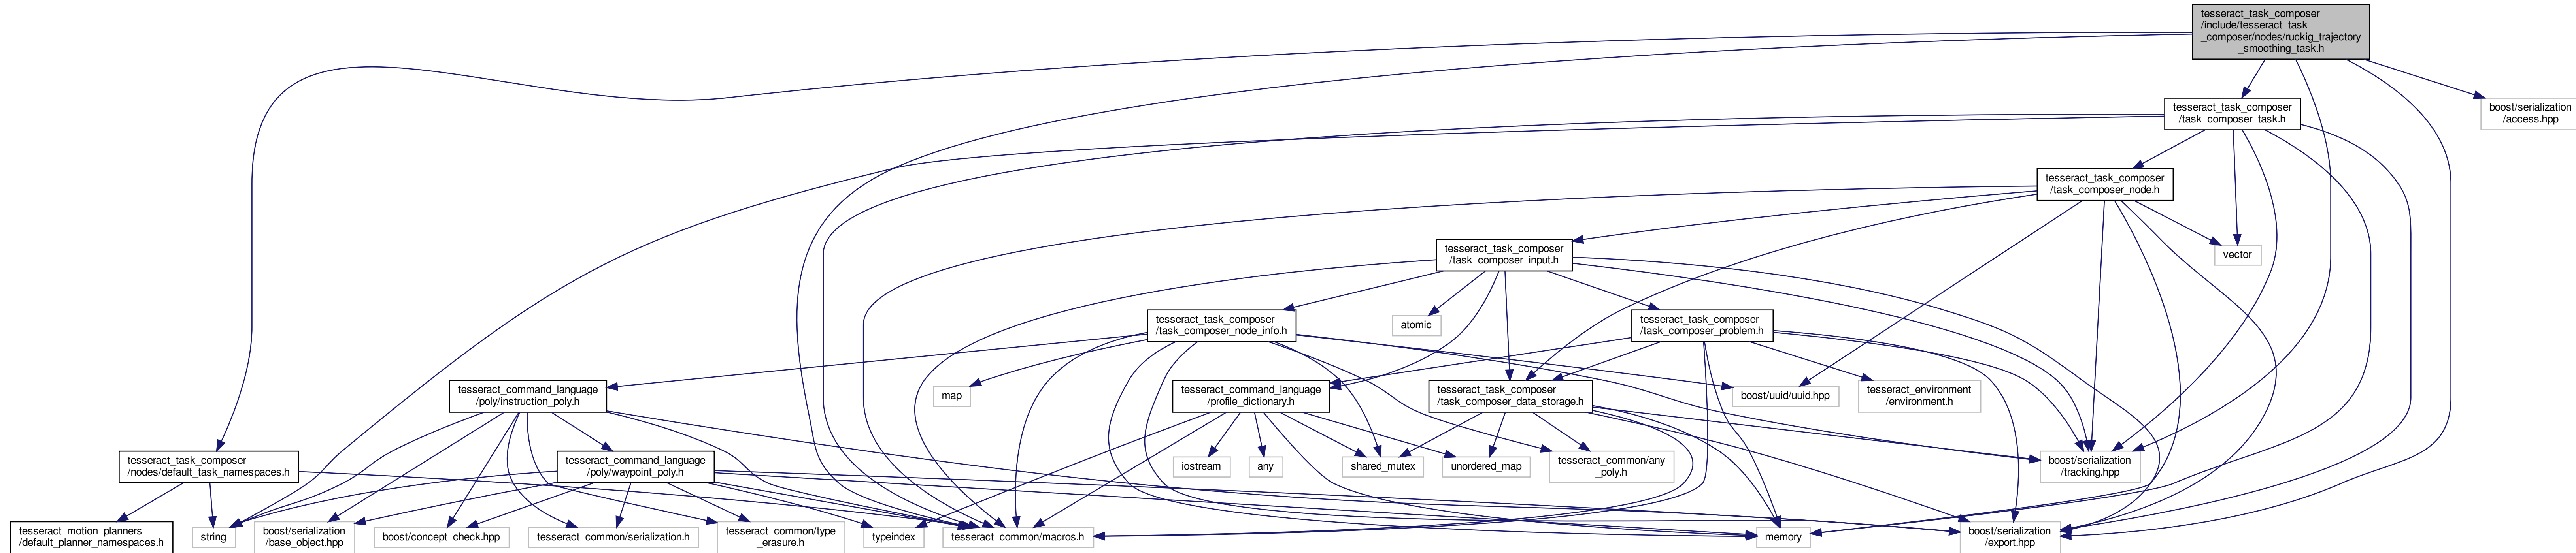 tesseract_task_composer
/include/tesseract_task
_composer/nodes/ruckig_trajectory
_smoothing_task.h
tesseract_task_composer
/task_composer_task.h
boost/serialization
/access.hpp
tesseract_task_composer
/task_composer_node.h
tesseract_task_composer
/task_composer_input.h
vector
tesseract_task_composer
/task_composer_node_info.h
atomic
tesseract_task_composer
/task_composer_problem.h
tesseract_command_language
/poly/instruction_poly.h
map
tesseract_command_language
/profile_dictionary.h
tesseract_task_composer
/task_composer_data_storage.h
boost/uuid/uuid.hpp
tesseract_environment
/environment.h
tesseract_task_composer
/nodes/default_task_namespaces.h
tesseract_command_language
/poly/waypoint_poly.h
iostream
any
shared_mutex
unordered_map
tesseract_common/any
_poly.h
boost/serialization
/tracking.hpp
tesseract_motion_planners
/default_planner_namespaces.h
string
boost/serialization
/base_object.hpp
boost/concept_check.hpp
tesseract_common/serialization.h
tesseract_common/type
_erasure.h
typeindex
tesseract_common/macros.h
memory
boost/serialization
/export.hpp